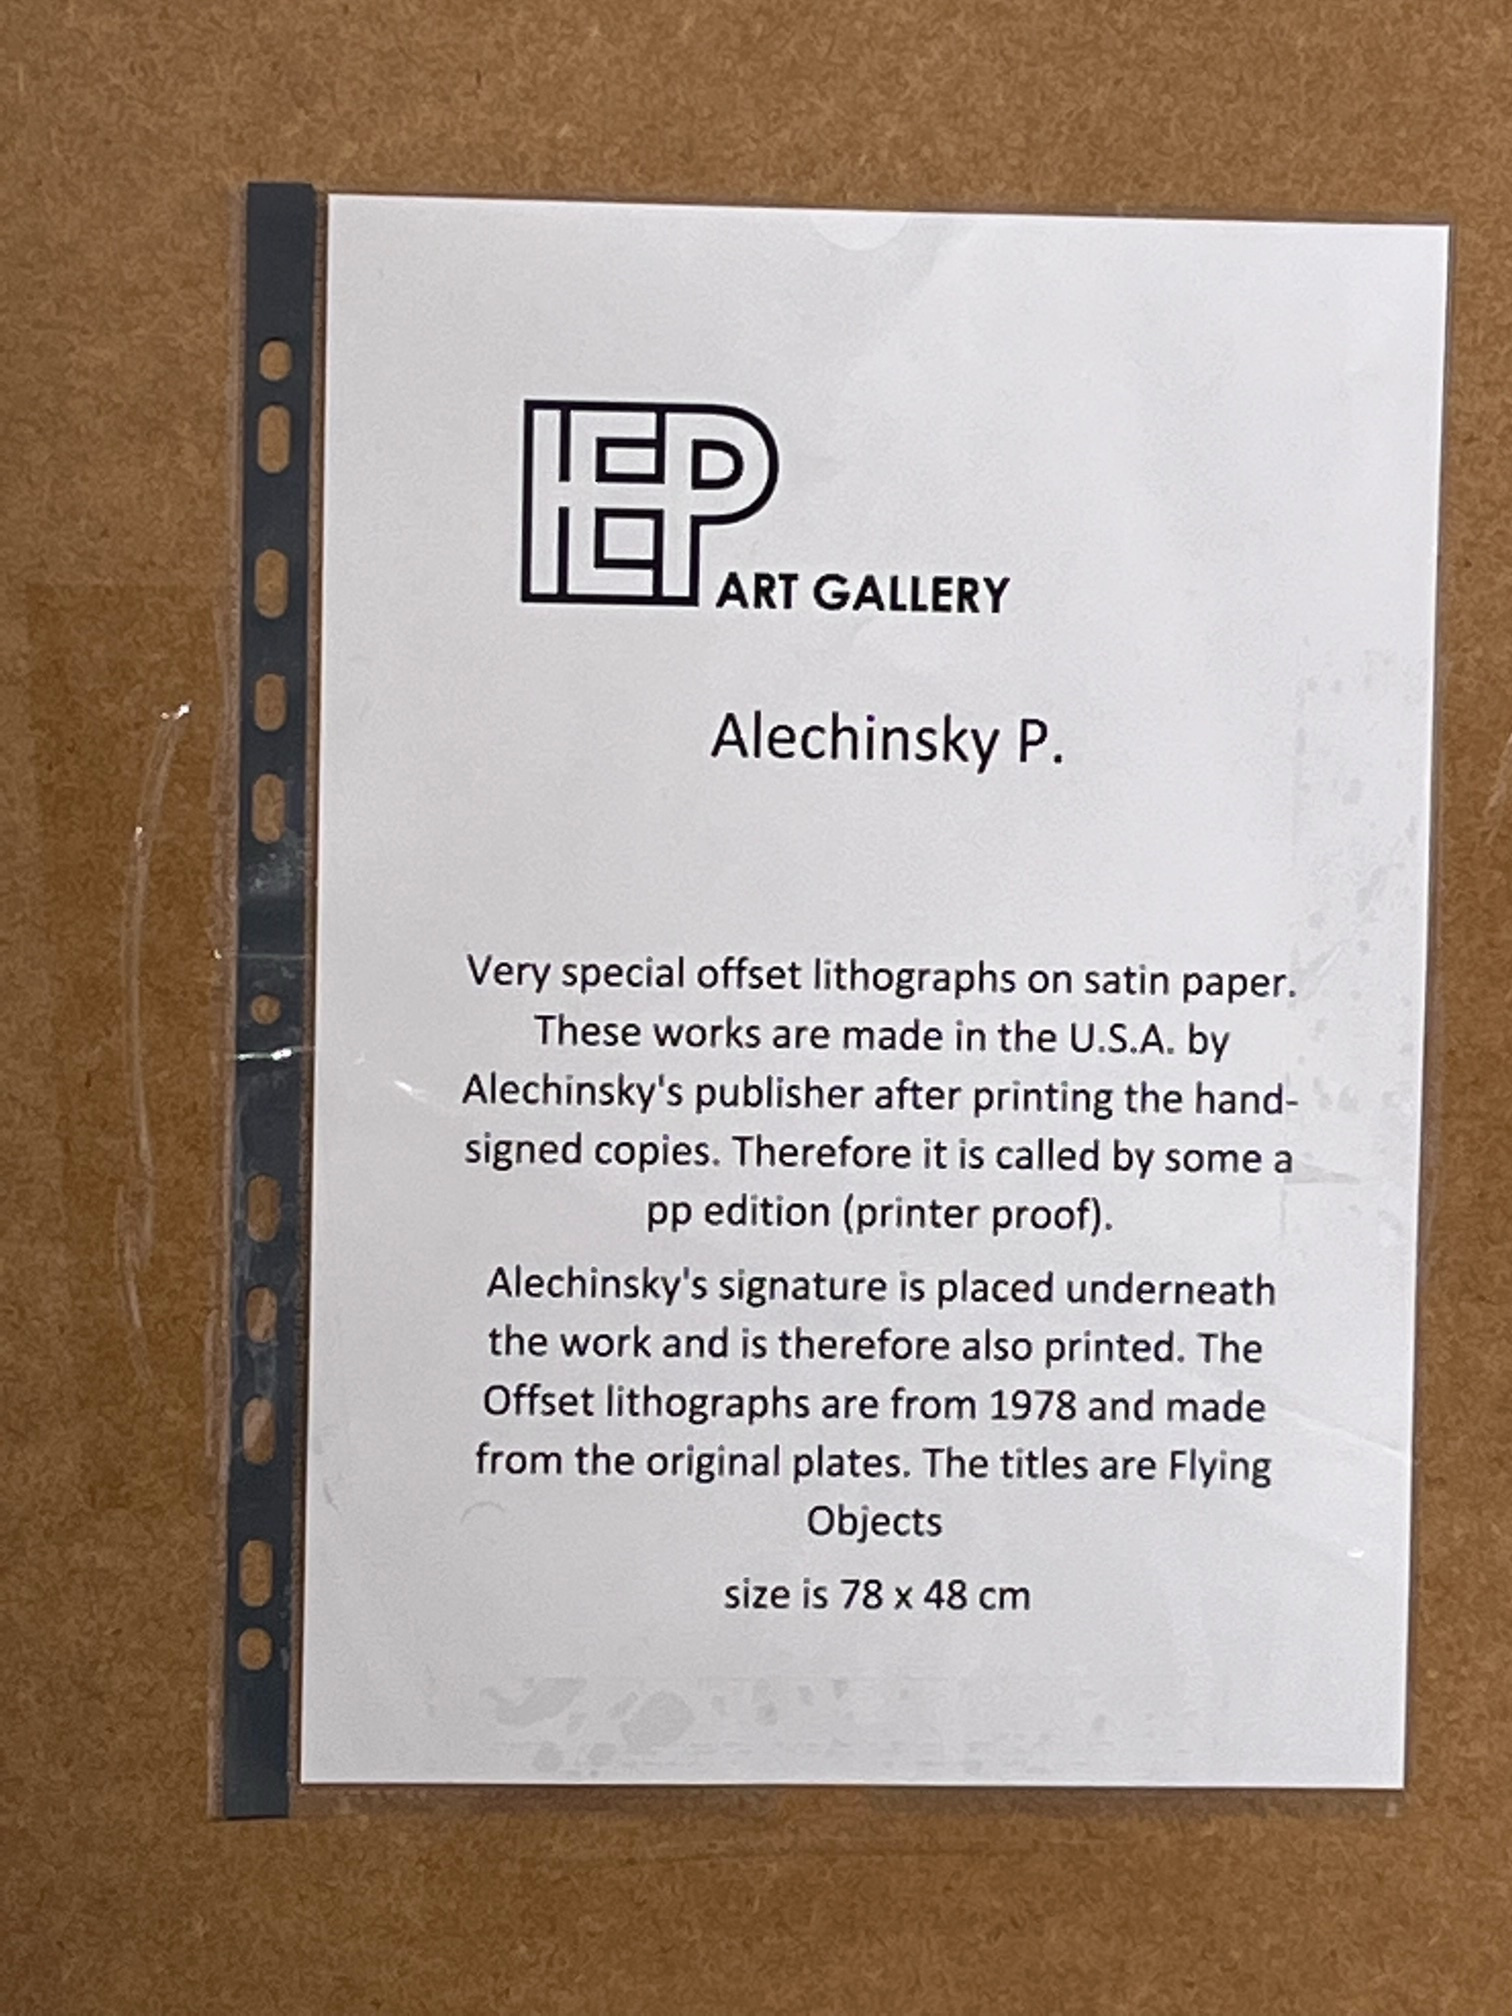 IEP ART GALLERY
Alechinsky P.
Very special offset lithographs on satin paper.
These works are made in the U.S.A. by
Alechinsky's publisher after printing the hand-
signed copies. Therefore it is called by some a
pp edition (printer proof).
Alechinsky's signature is placed underneath
the work and is therefore also printed. The
Offset lithographs are from 1978 and made
from the original plates. The titles are Flying
Objects
size is 78 x 48 cm